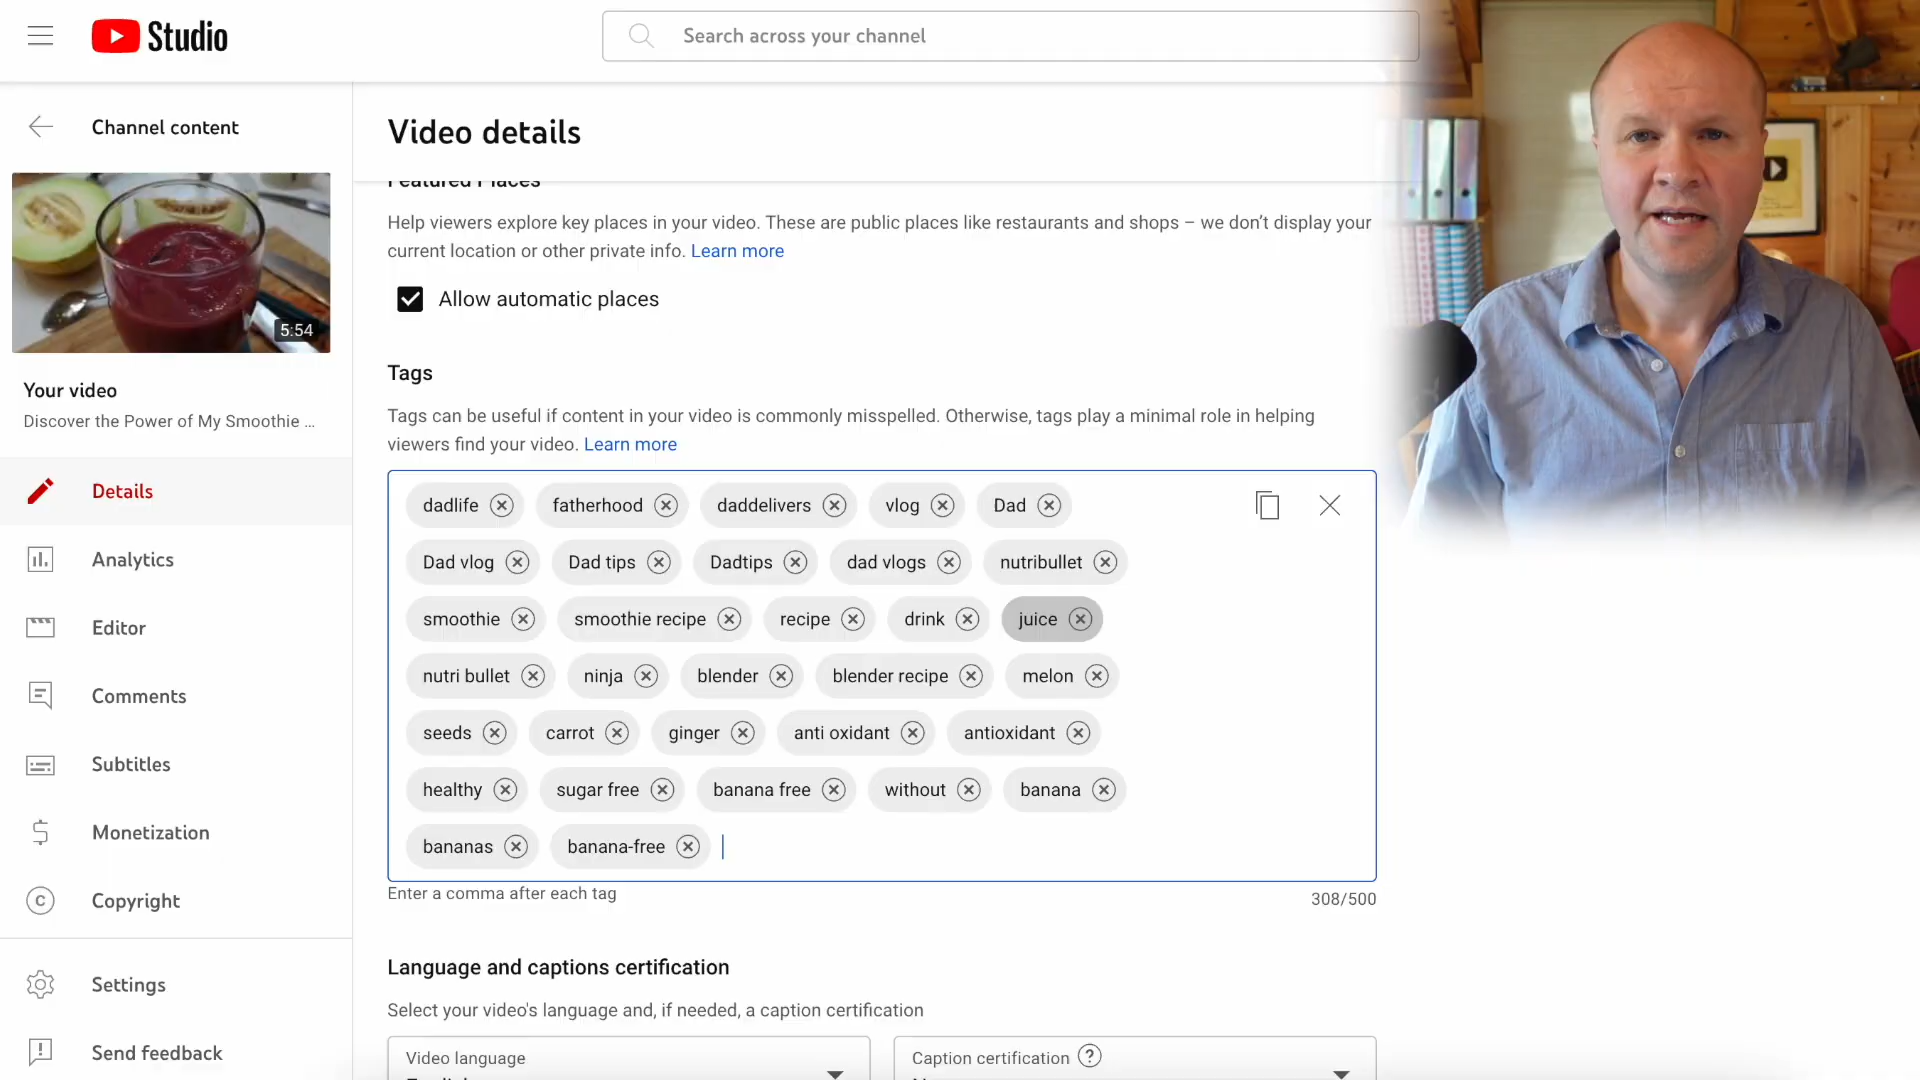 Studio
Search across your channel
Channel content
Video details
Featured Places
Help viewers explore key places in your video. These are public places like restaurants and shops – we don't display your
current location or other private info. Learn more
Allow automatic places
5:54
Your video
Discover the Power of My Smoothie ...
Tags
Tags can be useful if content in your video is commonly misspelled. Otherwise, tags play a minimal role in helping
viewers find your video. Learn more
Details
Analytics
Editor
Comments
Subtitles
Monetization
Copyright
Settings
Send feedback
dadlife fatherhood daddelivers vlog Dad
Dad vlog Dad tips Dadtips dad vlogs nutribullet
smoothie smoothie recipe recipe drink juice
nutri bullet ninja blender blender recipe melon
seeds carrot ginger anti oxidant antioxidant
healthy sugar free banana free without banana
bananas banana-free
Enter a comma after each tag
308/500
Language and captions certification
Select your video's language and, if needed, a caption certification
Video language
Caption certification